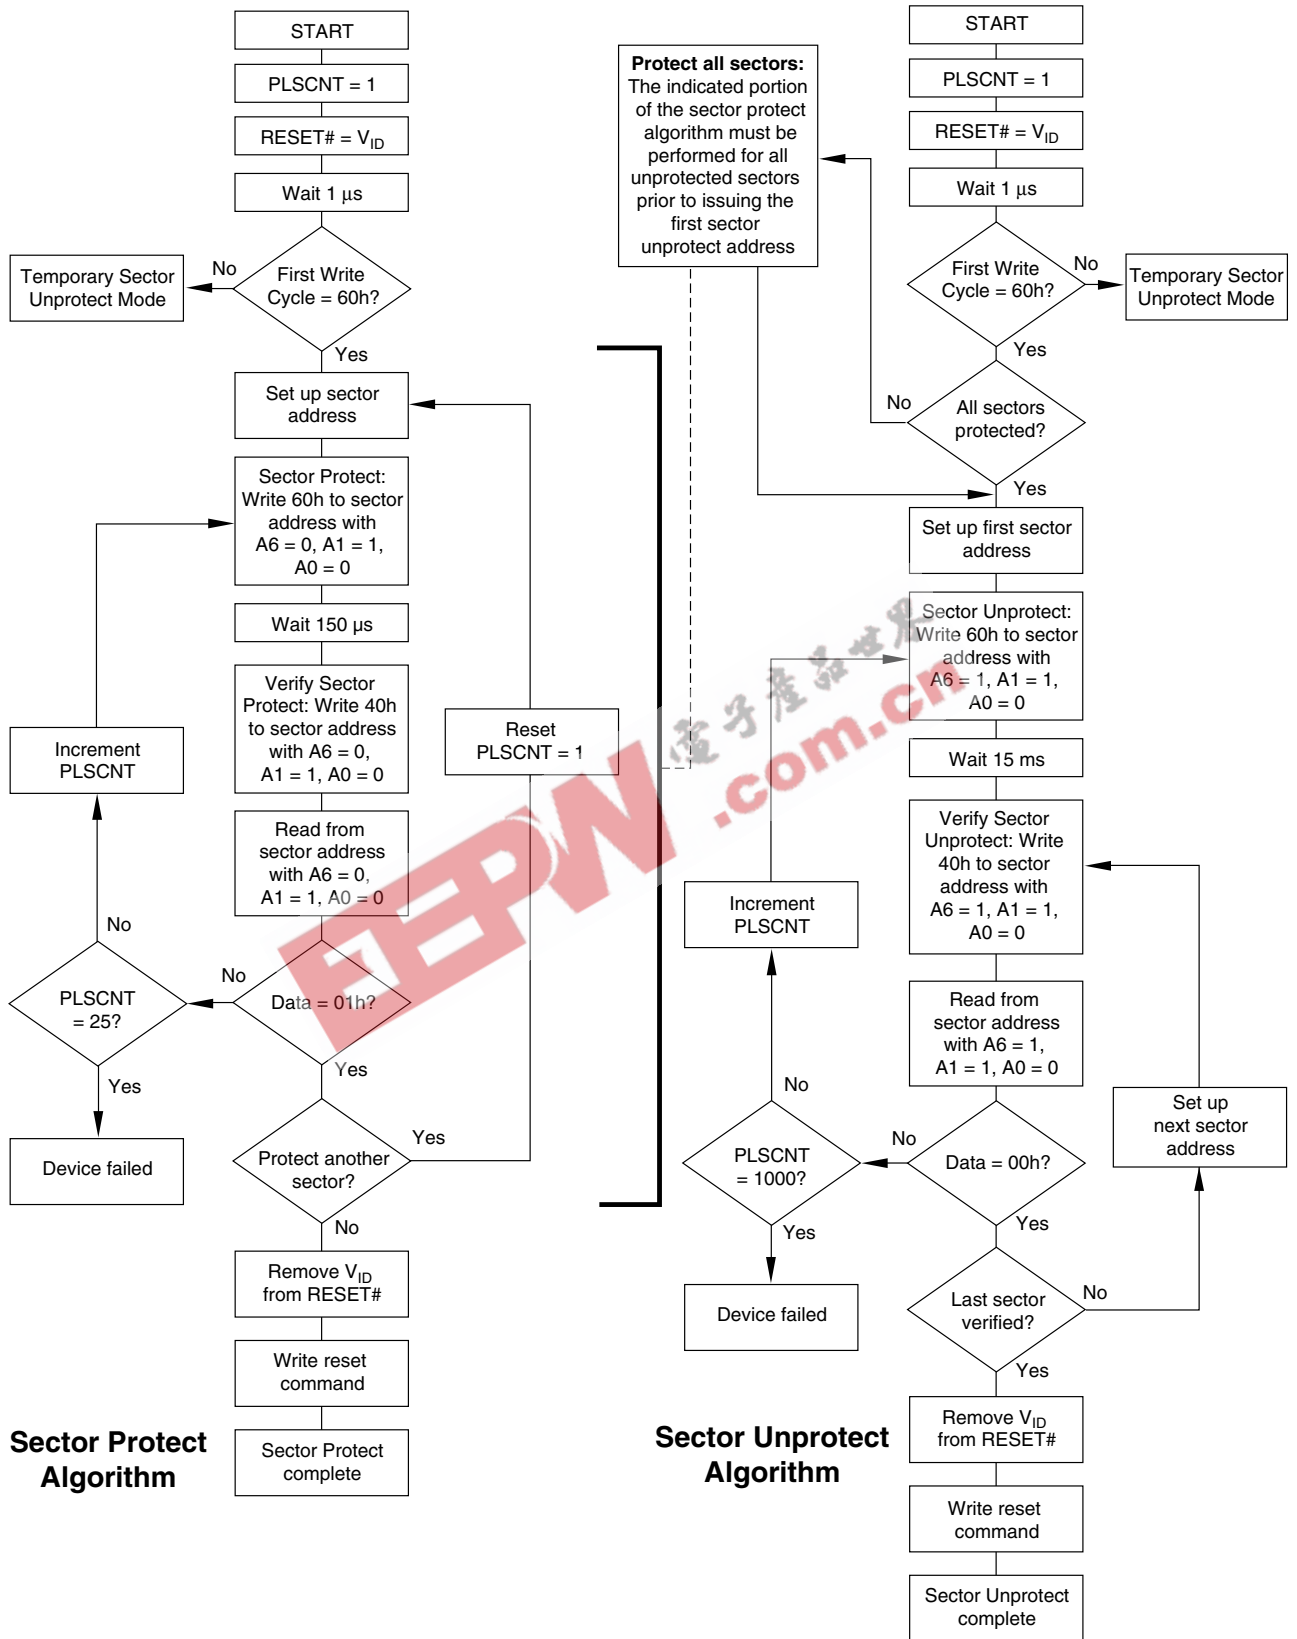 START
PLSCNT = 1
RESET# = VID
Wait 1 μs
First Write
Cycle = 60h?
No
Temporary Sector
Unprotect Mode
Yes
Set up sector
address
Sector Protect:
Write 60h to sector
address with
A6 = 0, A1 = 1,
A0 = 0
Wait 150 µs
Verify Sector
Protect: Write 40h
to sector address
with A6 = 0,
A1 = 1, A0 = 0
Read from
sector address
with A6 = 0,
A1 = 1, A0 = 0
Data = 01h?
No
PLSCNT
= 25?
No
Increment
PLSCNT
Yes
Device failed
Yes
Protect another
sector?
Yes
Reset
PLSCNT = 1
No
Remove VID
from RESET#
Write reset
command
Sector Protect
complete
Sector Protect
Algorithm
Protect all sectors:
The indicated portion
of the sector protect
algorithm must be
performed for all
unprotected sectors
prior to issuing the
first sector
unprotect address
START
PLSCNT = 1
RESET# = VID
Wait 1 μs
First Write
Cycle = 60h?
No
Temporary Sector
Unprotect Mode
Yes
All sectors
protected?
No
Yes
Set up first sector
address
Sector Unprotect:
Write 60h to sector
address with
A6 = 1, A1 = 1,
A0 = 0
Wait 15 ms
Verify Sector
Unprotect: Write
40h to sector
address with
A6 = 1, A1 = 1,
A0 = 0
Read from
sector address
with A6 = 1,
A1 = 1, A0 = 0
Data = 00h?
No
PLSCNT
= 1000?
No
Increment
PLSCNT
Yes
Device failed
Yes
Last sector
verified?
No
Set up
next sector
address
Yes
Remove VID
from RESET#
Write reset
command
Sector Unprotect
complete
Sector Unprotect
Algorithm
EEPW
電子產品世界
.com.cn